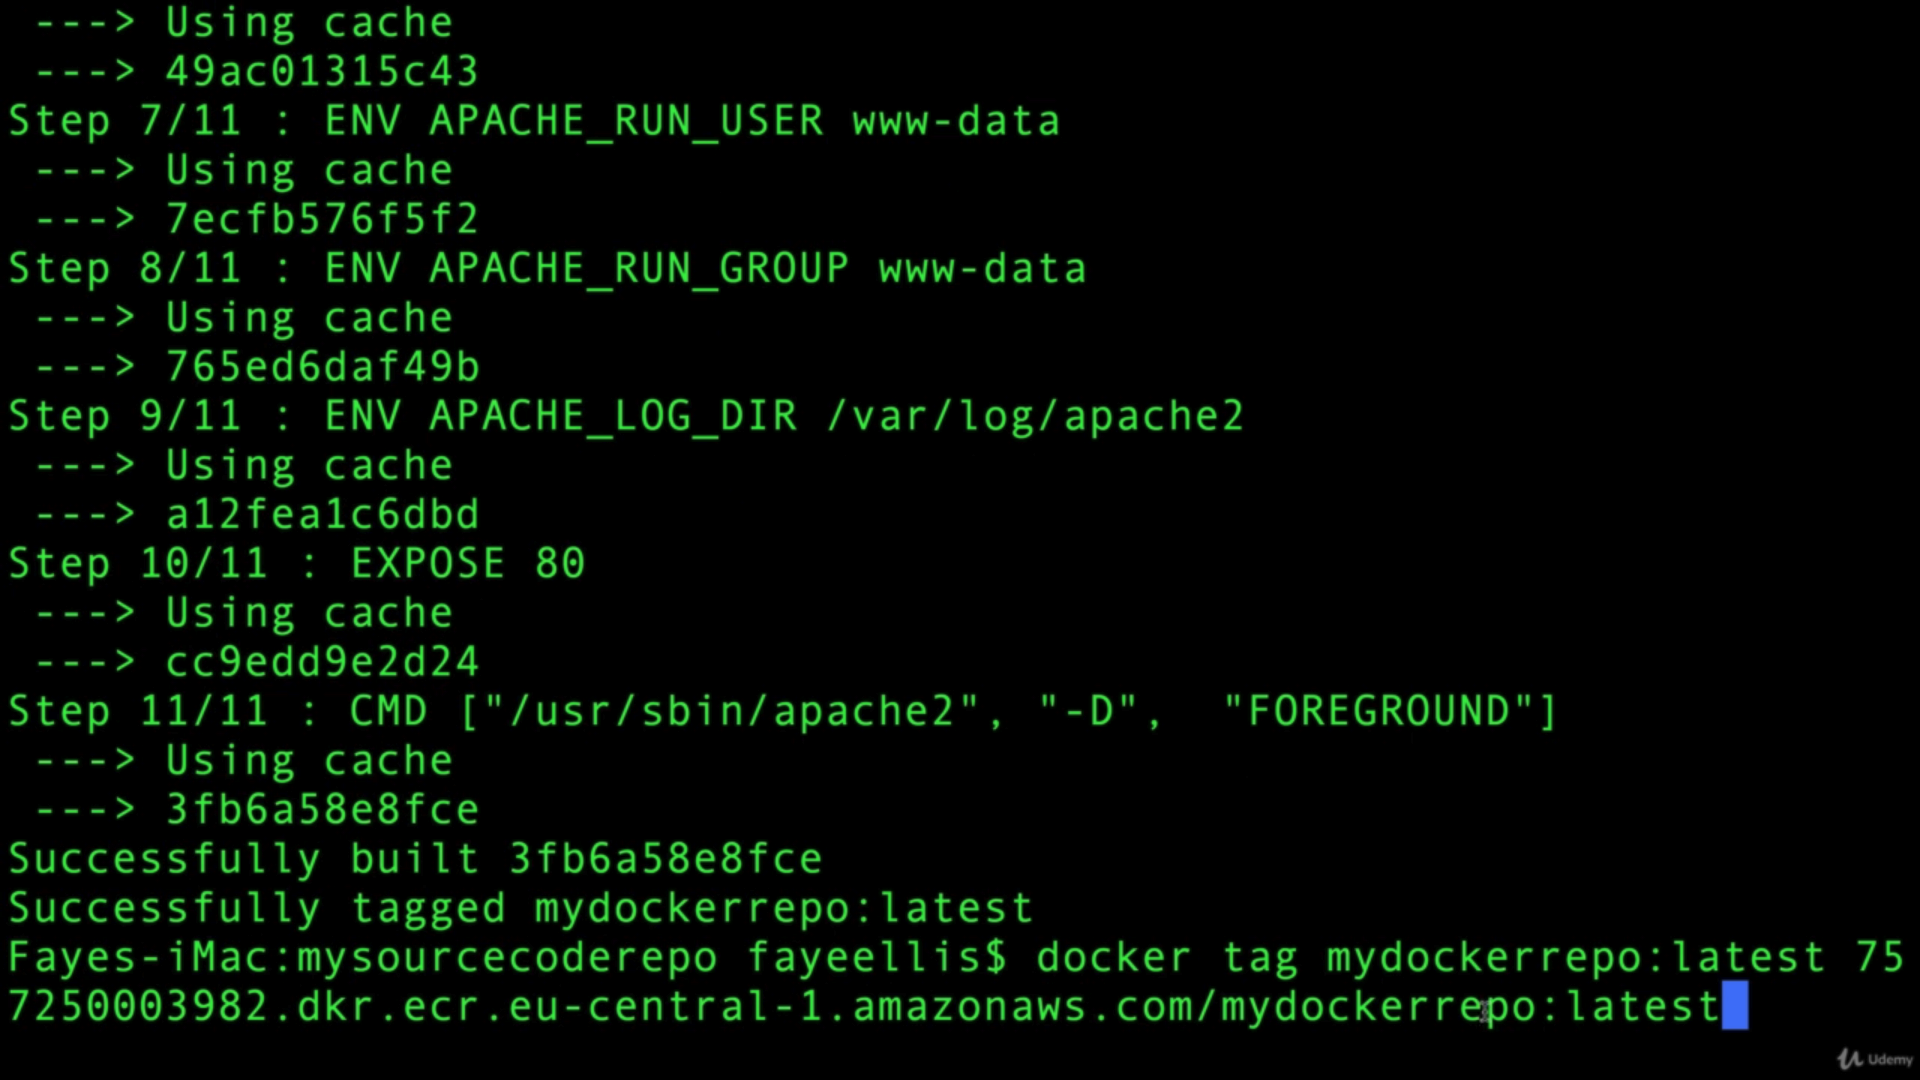 ---> Using cache
---> 49ac01315c43
Step 7/11 : ENV APACHE_RUN_USER www-data
---> Using cache
---> 7ecfb576f5f2
Step 8/11 : ENV APACHE_RUN_GROUP www-data
---> Using cache
---> 765ed6daf49b
Step 9/11 : ENV APACHE_LOG_DIR /var/log/apache2
---> Using cache
---> a12fea1c6dbd
Step 10/11 : EXPOSE 80
---> Using cache
---> cc9edd9e2d24
Step 11/11 : CMD ["/usr/sbin/apache2", "-D",  "FOREGROUND"]
---> Using cache
---> 3fb6a58e8fce
Successfully built 3fb6a58e8fce
Successfully tagged mydockerrepo:latest
Fayes-iMac:mysourcecoderepo fayeellis$ docker tag mydockerrepo:latest 75
7250003982.dkr.ecr.eu-central-1.amazonaws.com/mydockerrepo:latest
Udemy